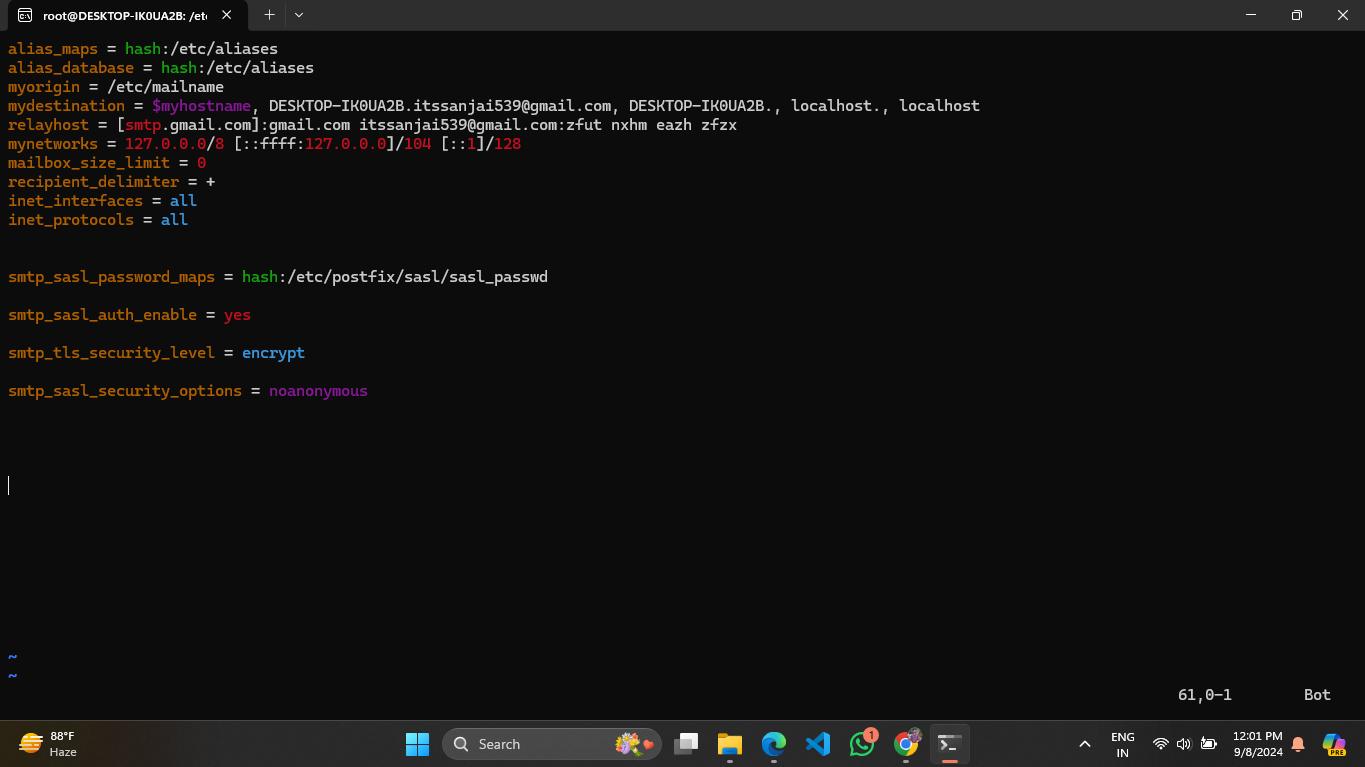 root@DESKTOP-IK0UA2B: /etc
alias_maps = hash:/etc/aliases
alias_database = hash:/etc/aliases
myorigin = /etc/mailname
mydestination = $myhostname, DESKTOP-IK0UA2B.itssanjai539@gmail.com, DESKTOP-IK0UA2B., localhost., localhost
relayhost = [smtp.gmail.com]:gmail.com itssanjai539@gmail.com:zfut nxhm eazh zfzx
mynetworks = 127.0.0.0/8 [::ffff:127.0.0.0]/104 [::1]/128
mailbox_size_limit = 0
recipient_delimiter = +
inet_interfaces = all
inet_protocols = all
smtp_sasl_password_maps = hash:/etc/postfix/sasl/sasl_passwd
smtp_sasl_auth_enable = yes
smtp_tls_security_level = encrypt
smtp_sasl_security_options = noanonymous
~
~
61,0-1 Bot
88°F
Haze
Search
1
ENG
IN
12:01 PM
9/8/2024
PRE